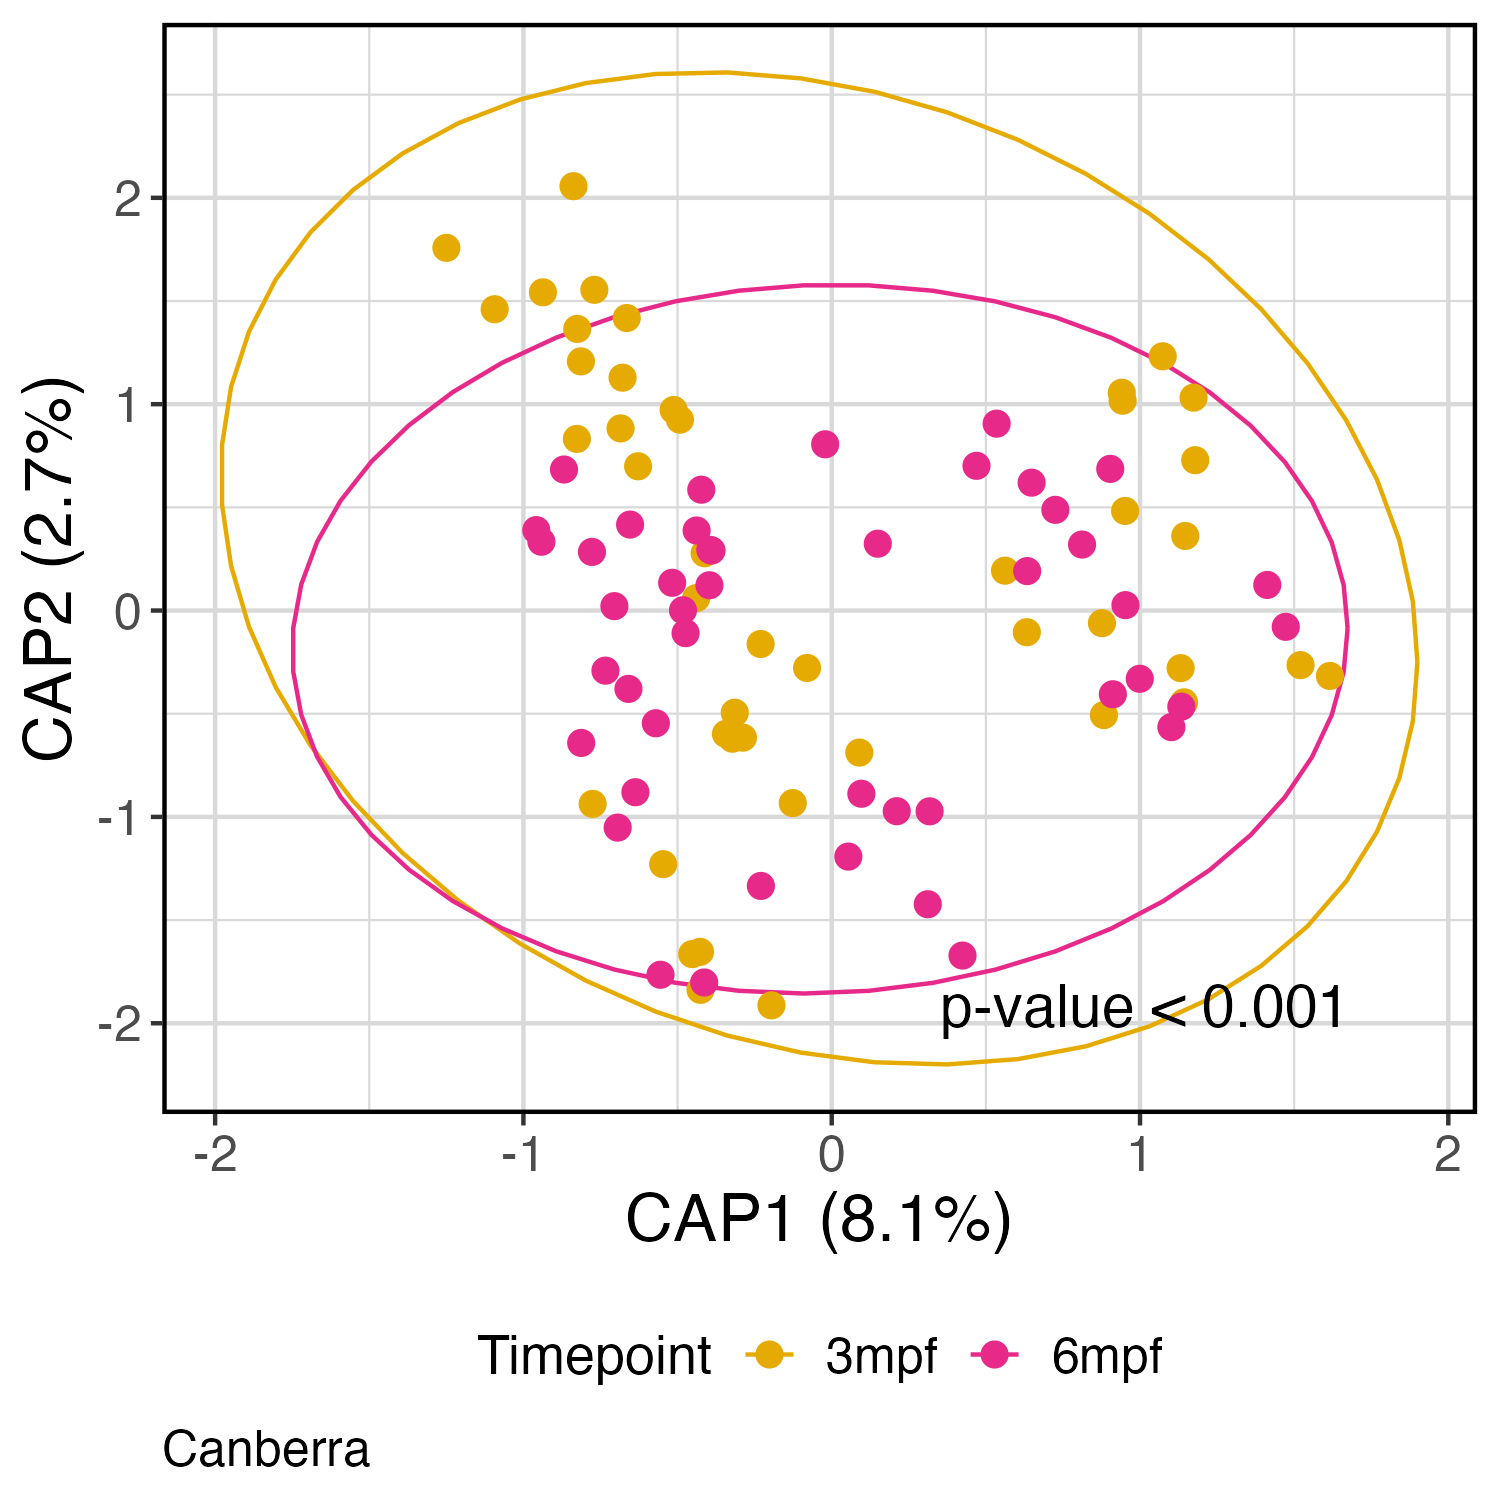 CAP2 (2.7%)
2
1
0
-1
-2
p-value < 0.001
-2 -1 0 1 2
CAP1 (8.1%)
Timepoint 3mpf 6mpf
Canberra